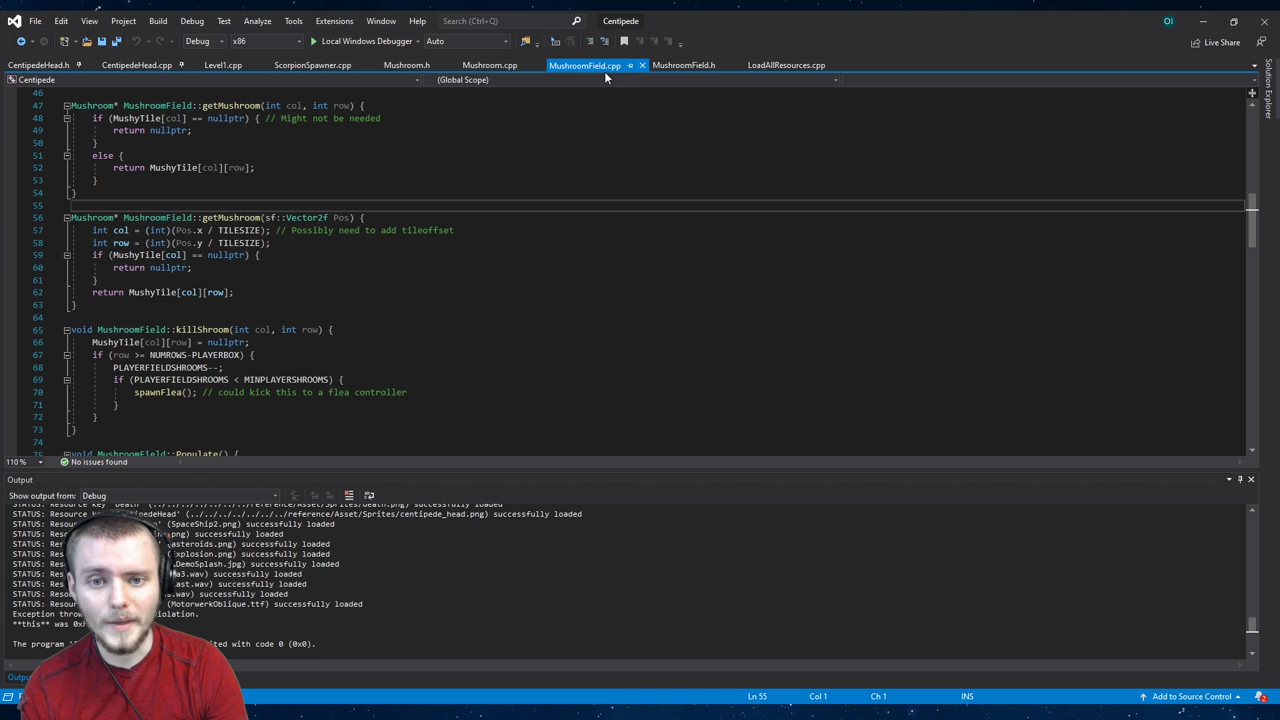 File Edit View Project Build Debug Test Analyze Tools Extensions Window Help Search (Ctrl+Q) Centipede OI
Debug x86 Local Windows Debugger Auto Live Share
CentipedeHead.h CentipedeHead.cpp Level1.cpp ScorpionSpawner.cpp Mushroom.h Mushroom.cpp MushroomField.cpp MushroomField.h LoadAllResources.cpp
Centipede (Global Scope)
Solution Explorer
46
47 Mushroom* MushroomField::getMushroom(int col, int row) {
48 if (MushyTile[col] == nullptr) { // Might not be needed
49 return nullptr;
50 }
51 else {
52 return MushyTile[col][row];
53 }
54 }
55
56 Mushroom* MushroomField::getMushroom(sf::Vector2f Pos) {
57 int col = (int)(Pos.x / TILESIZE); // Possibly need to add tileoffset
58 int row = (int)(Pos.y / TILESIZE);
59 if (MushyTile[col] == nullptr) {
60 return nullptr;
61 }
62 return MushyTile[col][row];
63 }
64
65 void MushroomField::killShroom(int col, int row) {
66 MushyTile[col][row] = nullptr;
67 if (row >= NUMROWS-PLAYERBOX) {
68 PLAYERFIELDSHROOMS--;
69 if (PLAYERFIELDSHROOMS < MINPLAYERSHROOMS) {
70 spawnFlea(); // could kick this to a flea controller
71 }
72 }
73 }
74
75 void MushroomField::Populate() {
110 % No issues found
Output
Show output from: Debug
STATUS: Resource key 'Death' (../../../../../../reference/Asset/Sprites/death.png) successfully loaded
STATUS: Re ipedeHead' (../../../../../../reference/Asset/Sprites/centipede_head.png) successfully loaded
STATUS: Res (SpaceShip2.png) successfully loaded
STATUS: .png) successfully loaded
STATUS: asteroids.png) successfully loaded
STATUS: xplosion.png) successfully loaded
STATUS: Res DemoSplash.jpg) successfully loaded
STATUS: Res a3.wav) successfully loaded
STATUS: Res ast.wav) successfully loaded
STATUS: Reso .wav) successfully loaded
STATUS: Resour (MotorwerkOblique.ttf) successfully loaded
Exception throw iolation.
**this** was 0xF
The program ' ited with code 0 (0x0).
Outpu
Ln 55 Col 1 Ch 1 INS Add to Source Control 2